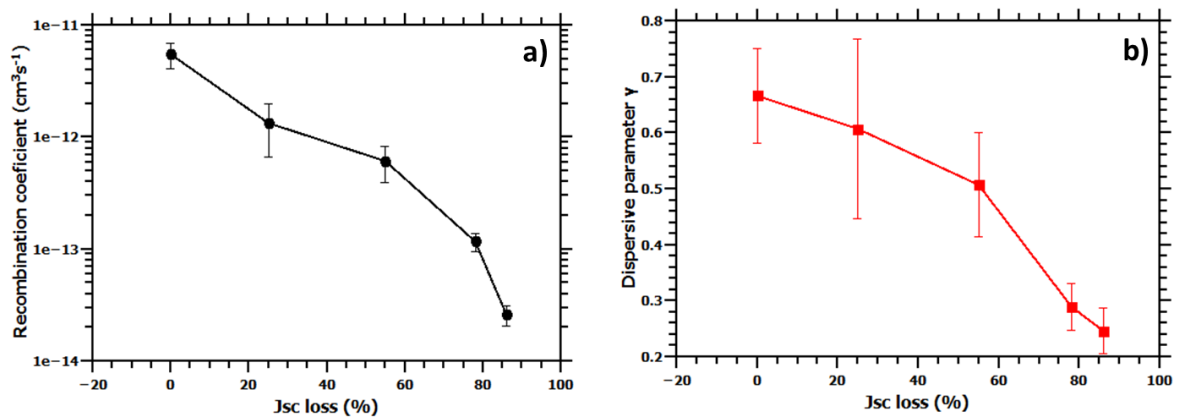 a)
Recombination coeficient (cm³s⁻¹)
1e−11
1e−12
1e−13
1e−14
−20 0 20 40 60 80 100
Jsc loss (%)
b)
Dispersive parameter γ
0.8
0.7
0.6
0.5
0.4
0.3
0.2
−20 0 20 40 60 80 100
Jsc loss (%)